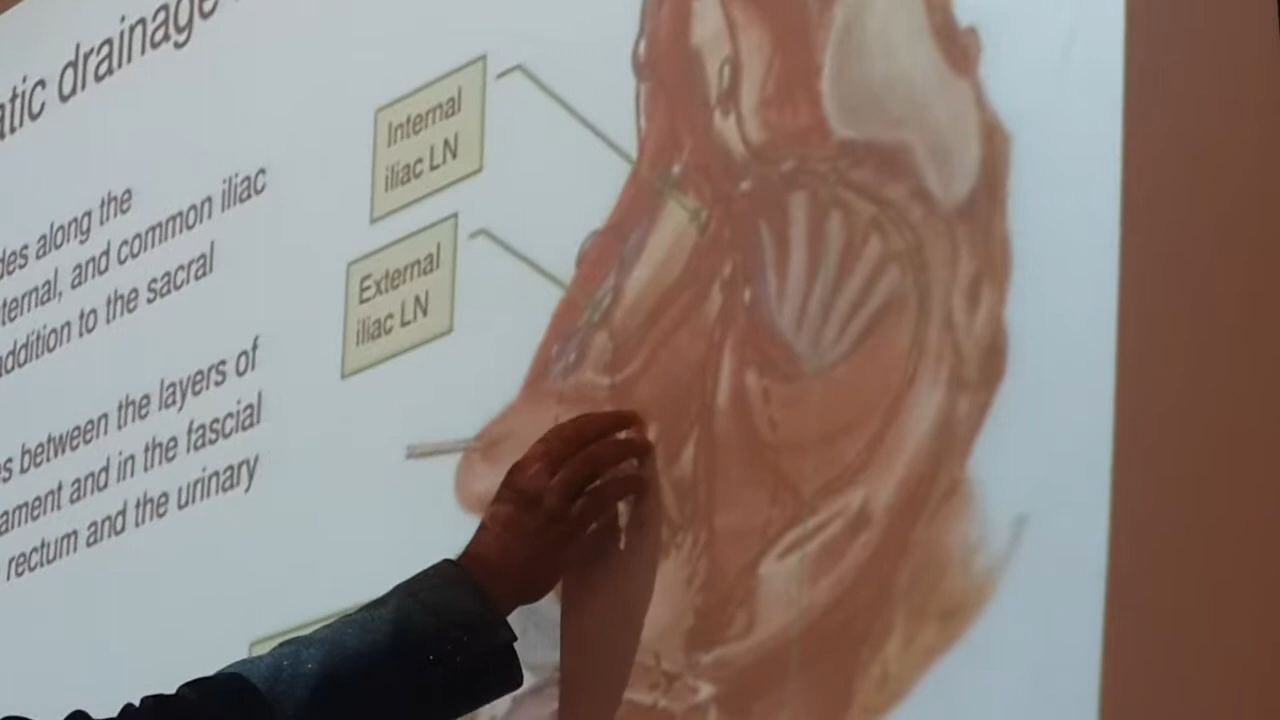 atic drainage
des along the
ternal, and common iliac
addition to the sacral
s between the layers of
ament and in the fascial
rectum and the urinary
Internal
iliac LN
External
iliac LN